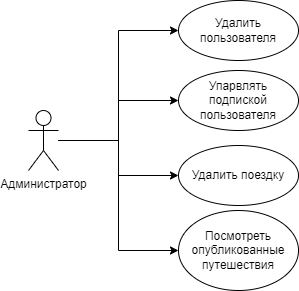 Удалить
пользователя
Упарвлять
подпиской
пользователя
Администратор
Удалить поездку
Посмотреть
опубликованные
путешествия